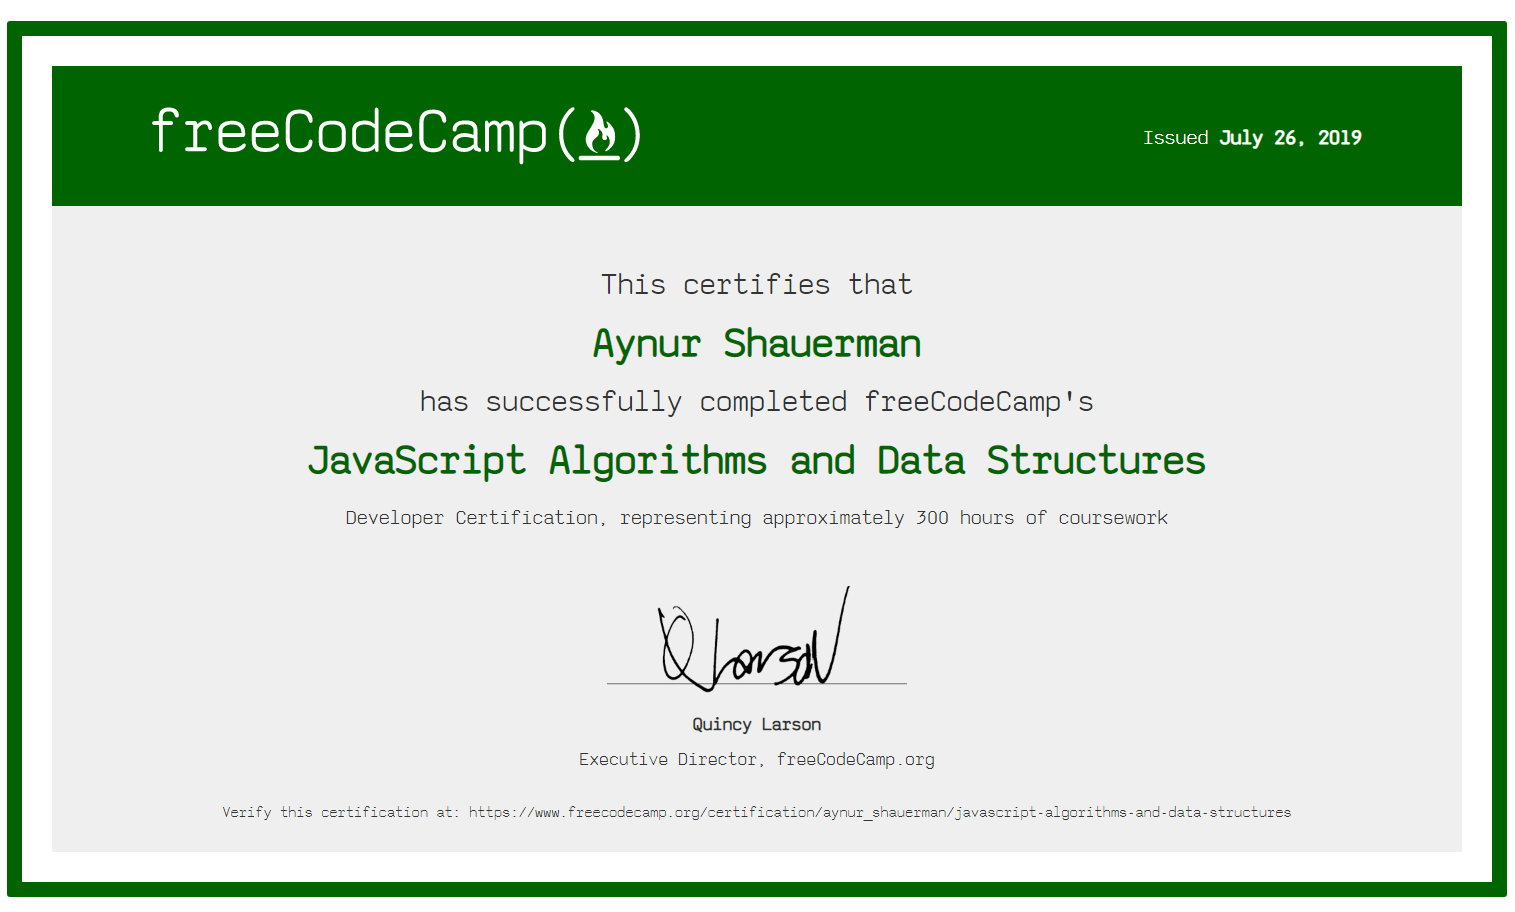 freeCodeCamp
Issued July 26, 2019
This certifies that
Aynur Shauerman
has successfully completed freeCodeCamp's
JavaScript Algorithms and Data Structures
Developer Certification, representing approximately 300 hours of coursework
Q Larson
Quincy Larson
Executive Director, freeCodeCamp.org
Verify this certification at: https://www.freecodecamp.org/certification/aynur_shauerman/javascript-algorithms-and-data-structures